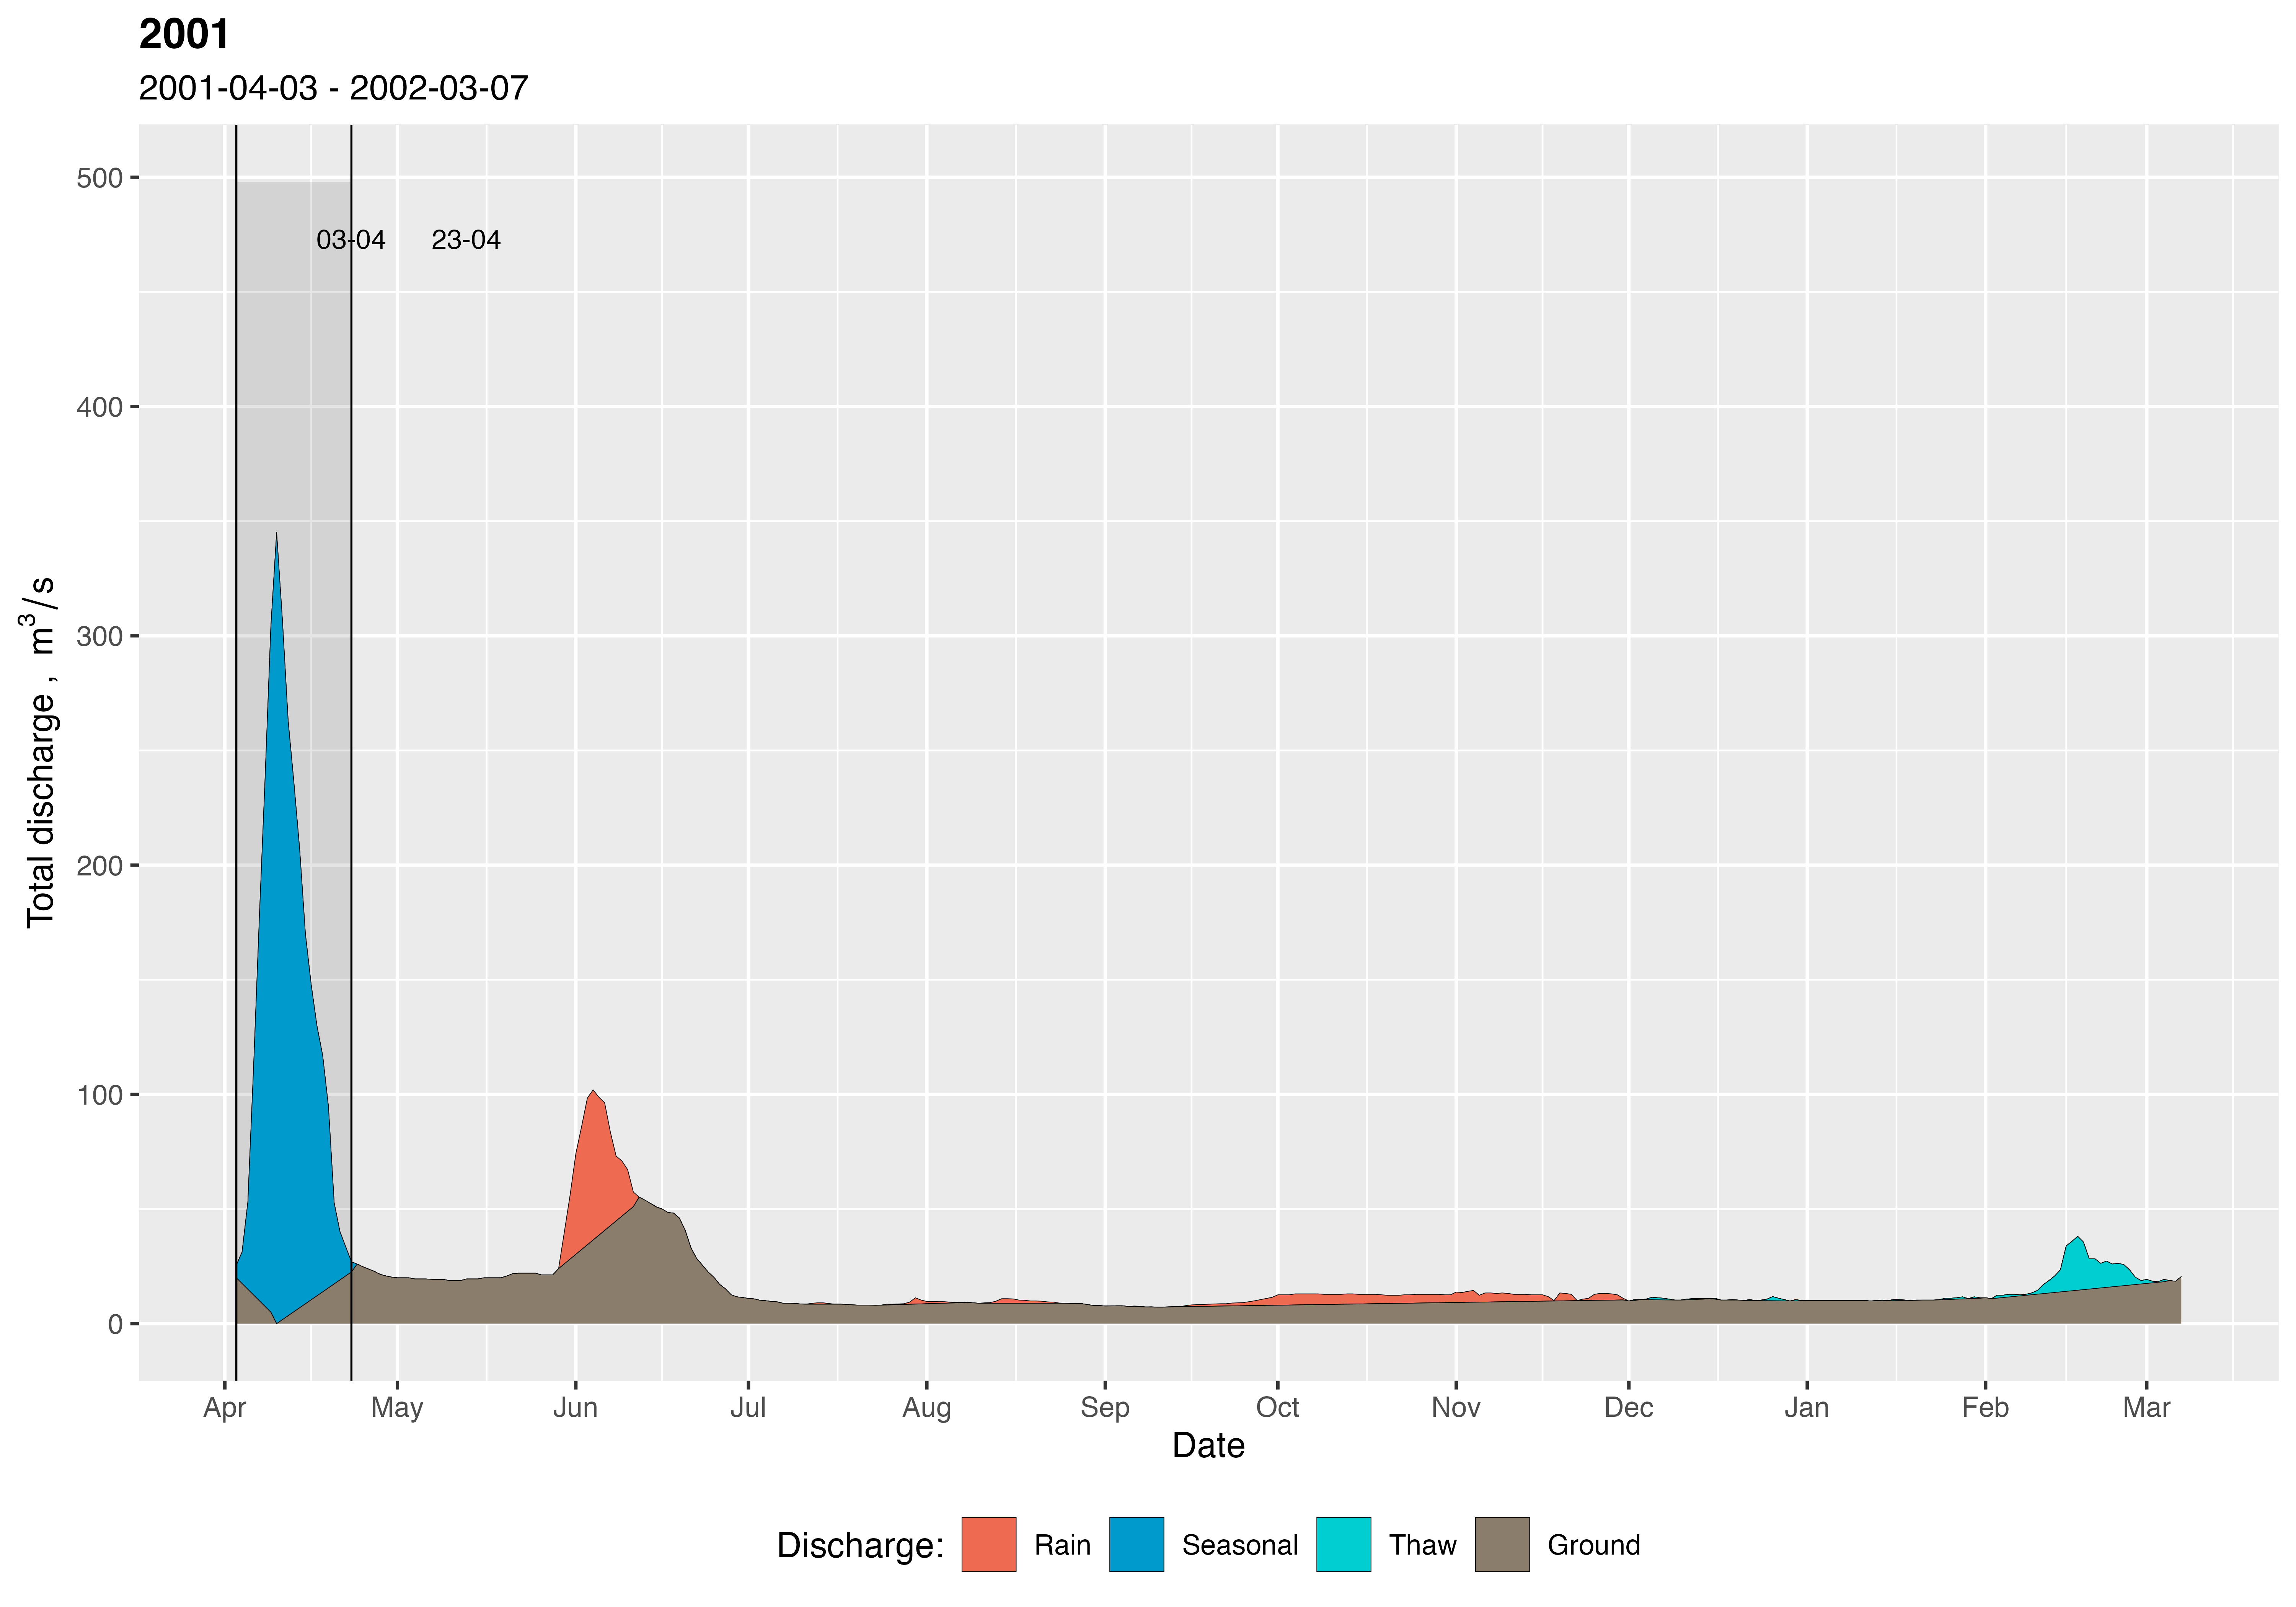 2001
2001-04-03 - 2002-03-07
500
400
300
200
100
0
Total discharge , m³/s
03-04 23-04
Apr May Jun Jul Aug Sep Oct Nov Dec Jan Feb Mar
Date
Discharge: Rain Seasonal Thaw Ground